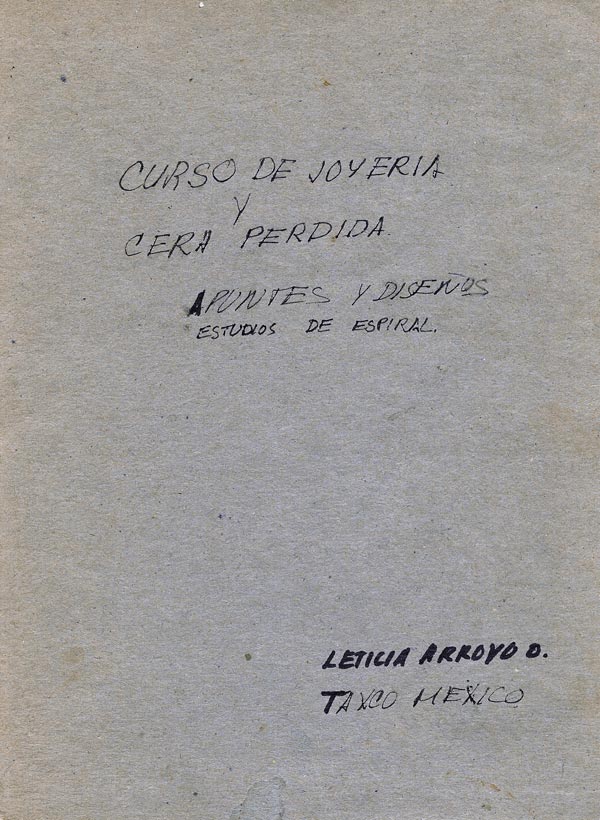 CURSO DE JOYERIA
Y
CERA PERDIDA.
APUNTES Y DISEÑOS
ESTUDIOS DE ESPIRAL.
LETICIA ARROYO O.
TAXCO MEXICO